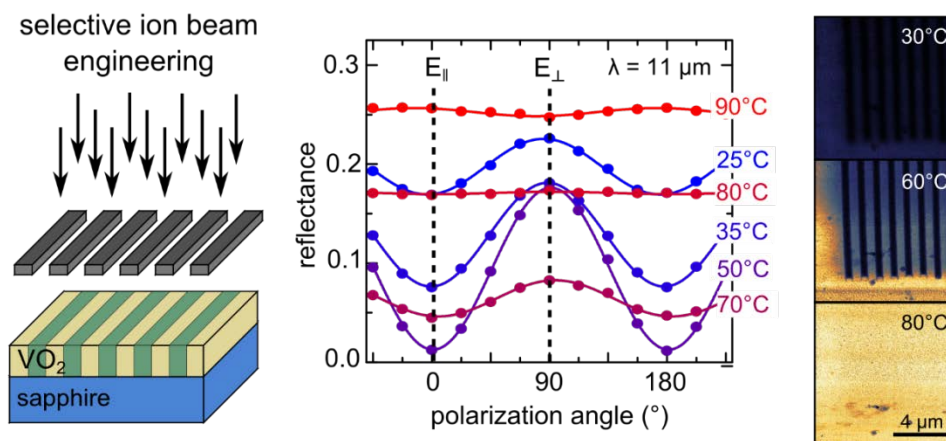 selective ion beam
engineering
VO₂
sapphire
reflectance
0.3
0.2
0.1
0.0
E∥
E⊥
λ = 11 µm
90°C
25°C
80°C
35°C
50°C
70°C
0
90
180
polarization angle (°)
30°C
60°C
80°C
4 µm